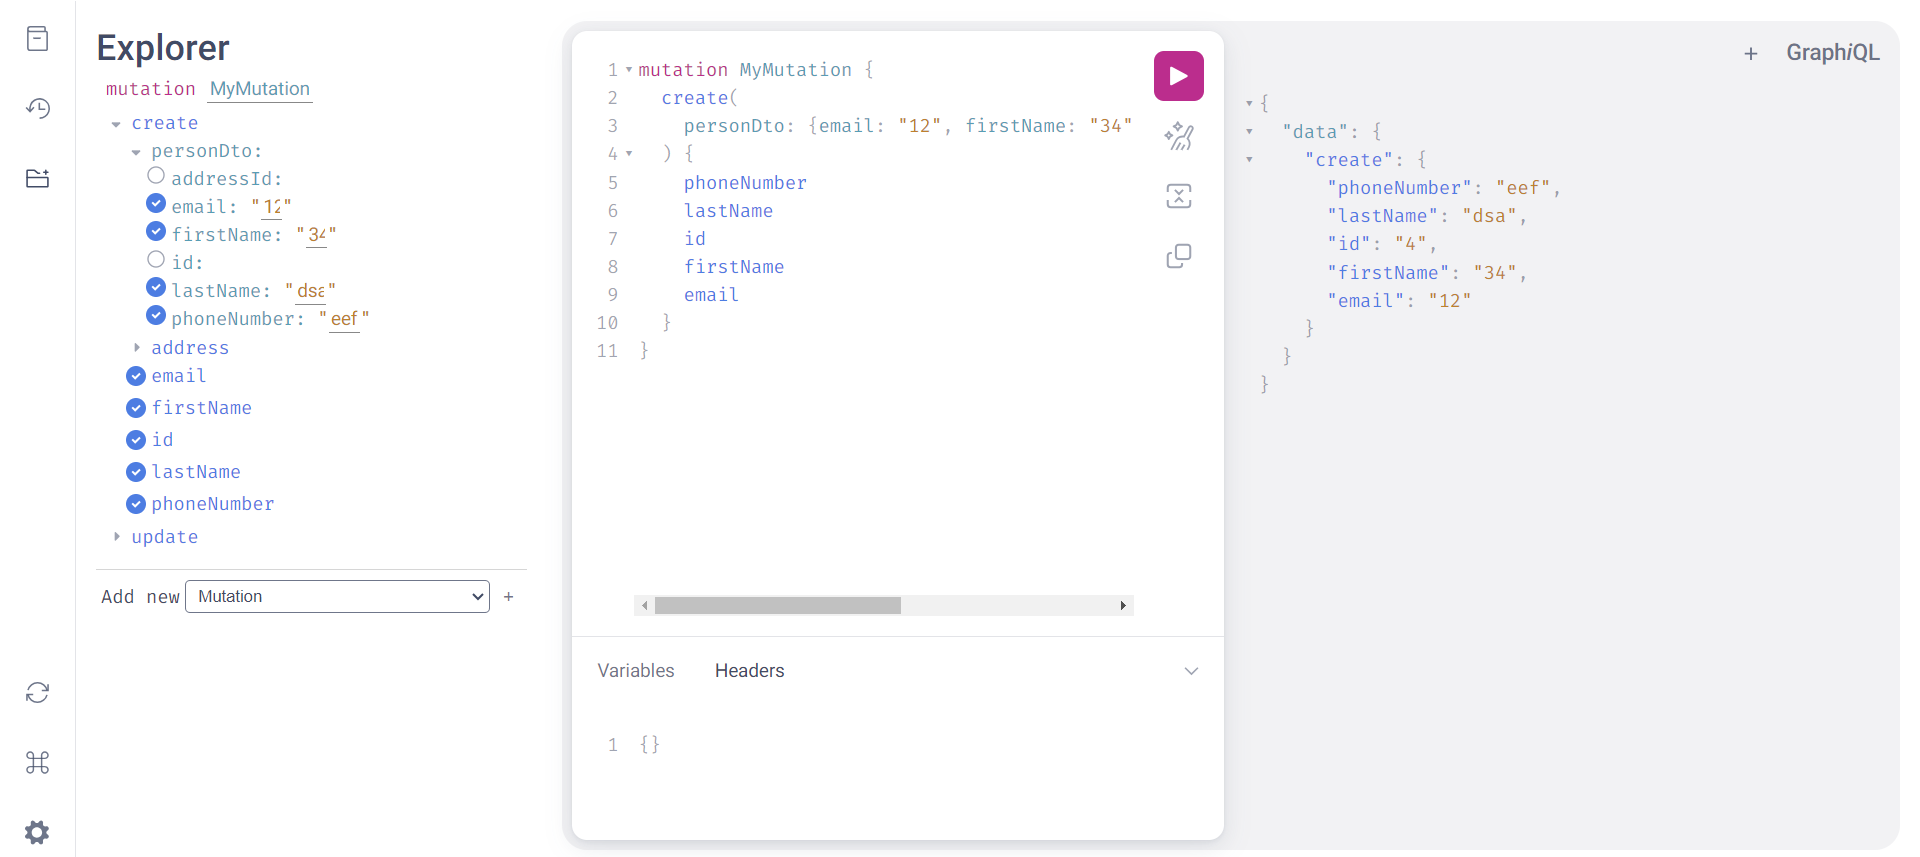 Explorer
mutation MyMutation
create
personDto:
addressId:
email: "12"
firstName: "34"
id:
lastName: "dsa"
phoneNumber: "eef"
address
email
firstName
id
lastName
phoneNumber
update
Add new Mutation +
1 mutation MyMutation {
2 create(
3 personDto: {email: "12", firstName: "34"
4 ) {
5 phoneNumber
6 lastName
7 id
8 firstName
9 email
10 }
11 }
Variables Headers
1 {}
+ GraphiQL
{
"data": {
"create": {
"phoneNumber": "eef",
"lastName": "dsa",
"id": "4",
"firstName": "34",
"email": "12"
}
}
}